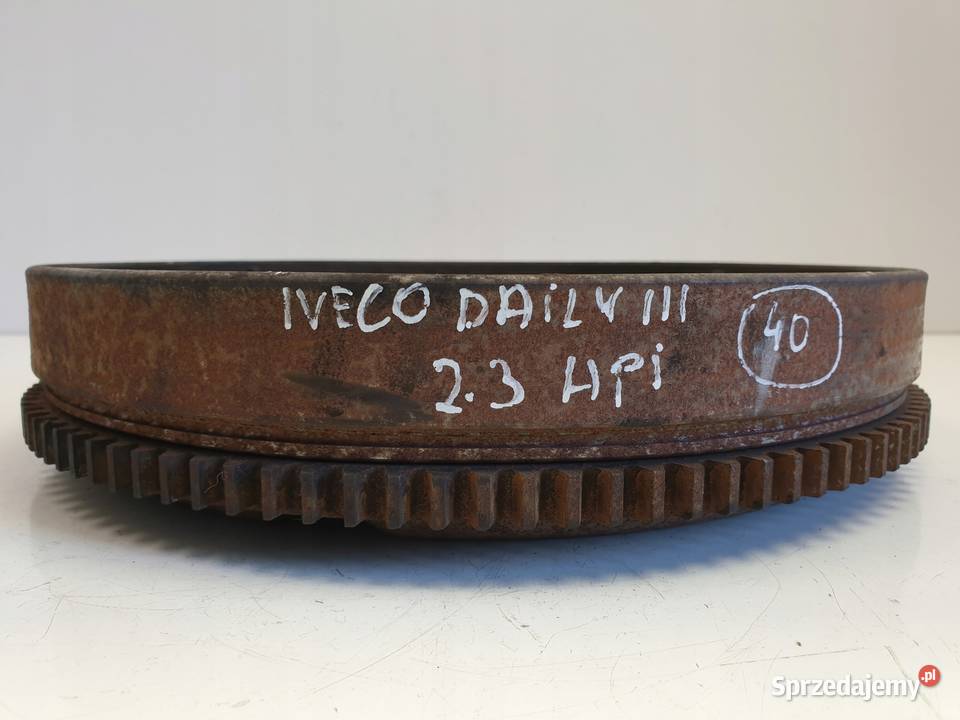 IVECO DAILY III
40
2.3 HPi
Sprzedajemy.pl